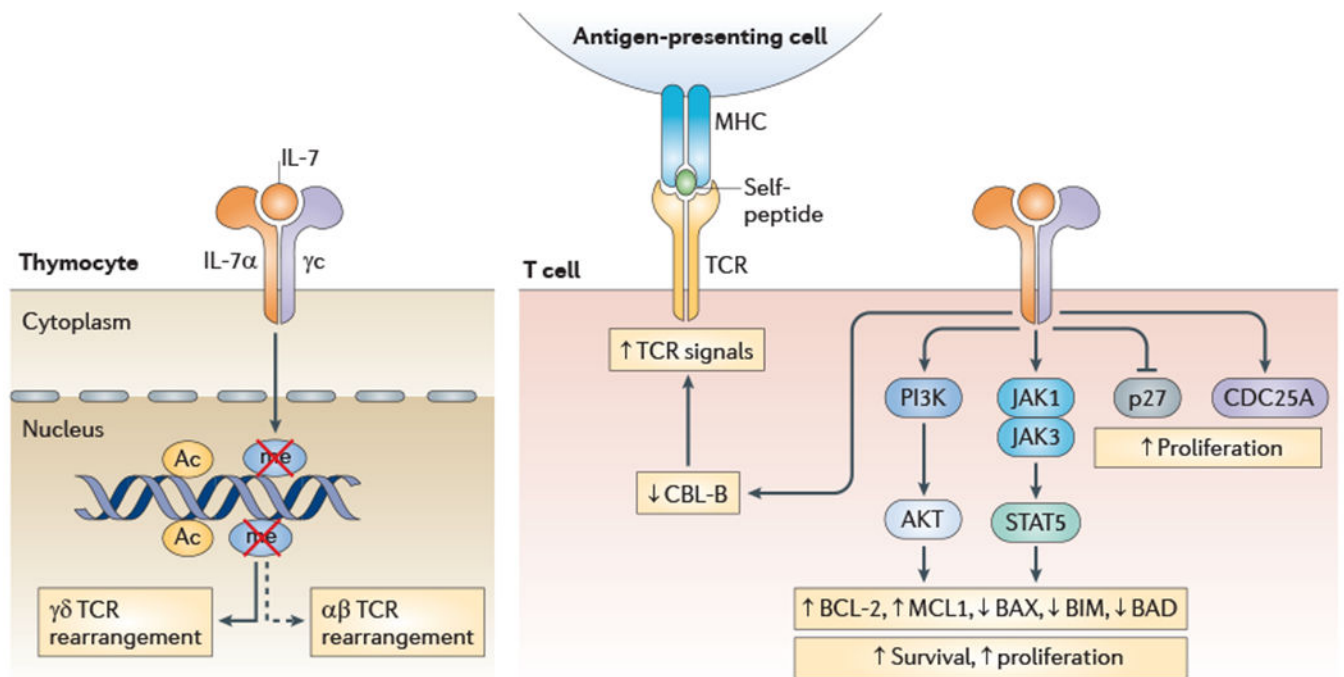 Antigen-presenting cell
MHC
IL-7
Self-
peptide
Thymocyte
IL-7α
γc
T cell
TCR
Cytoplasm
↑ TCR signals
PI3K
JAK1
p27
CDC25A
JAK3
Nucleus
↑ Proliferation
Ac
me
↓ CBL-B
AKT
STAT5
Ac
me
γδ TCR
rearrangement
αβ TCR
rearrangement
↑ BCL-2, ↑ MCL1, ↓ BAX, ↓ BIM, ↓ BAD
↑ Survival, ↑ proliferation